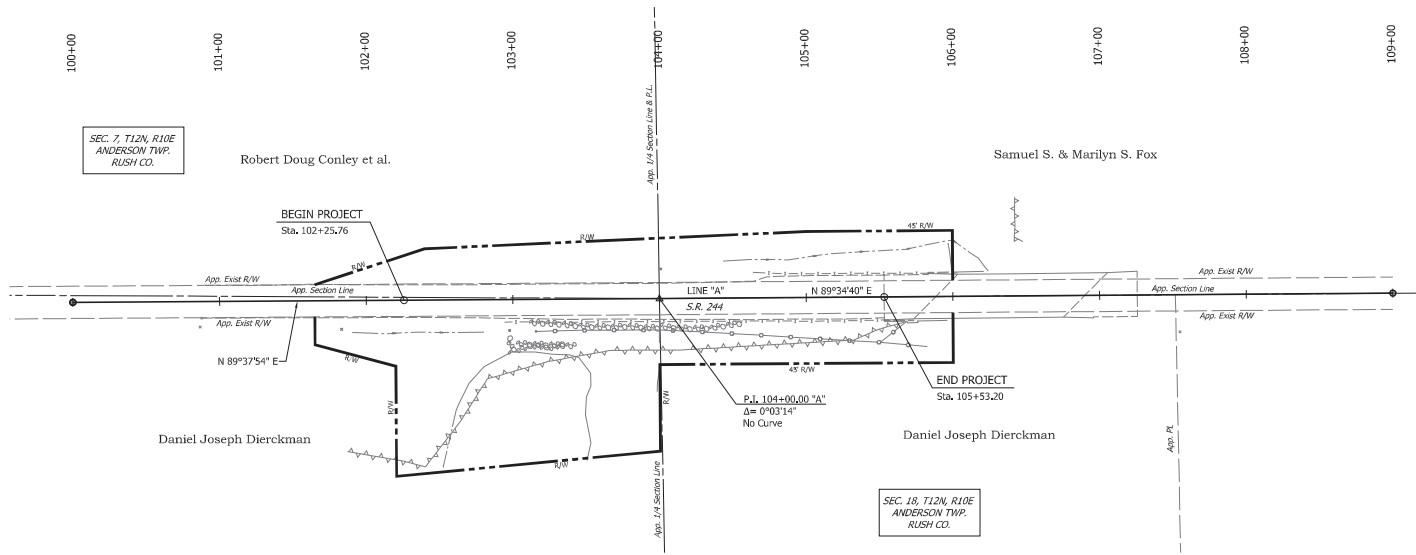 100+00
101+00
102+00
103+00
104+00
105+00
106+00
107+00
108+00
109+00
App. 1/4 Section Line & P.L.
SEC. 7, T12N, R10E
ANDERSON TWP.
RUSH CO.
Robert Doug Conley et al.
Samuel S. & Marilyn S. Fox
BEGIN PROJECT
Sta. 102+25.76
R/W
R/W
45' R/W
App. Exist R/W
App. Exist R/W
App. Section Line
LINE "A"
N 89°34'40" E
App. Section Line
S.R. 244
App. Exist R/W
App. Exist R/W
N 89°37'54" E
R/W
43' R/W
END PROJECT
Sta. 105+53.20
P.I. 104+00.00 "A"
Δ= 0°03'14"
No Curve
R/W
R/W
Daniel Joseph Dierckman
Daniel Joseph Dierckman
App. PL
R/W
App. 1/4 Section Line
SEC. 18, T12N, R10E
ANDERSON TWP.
RUSH CO.